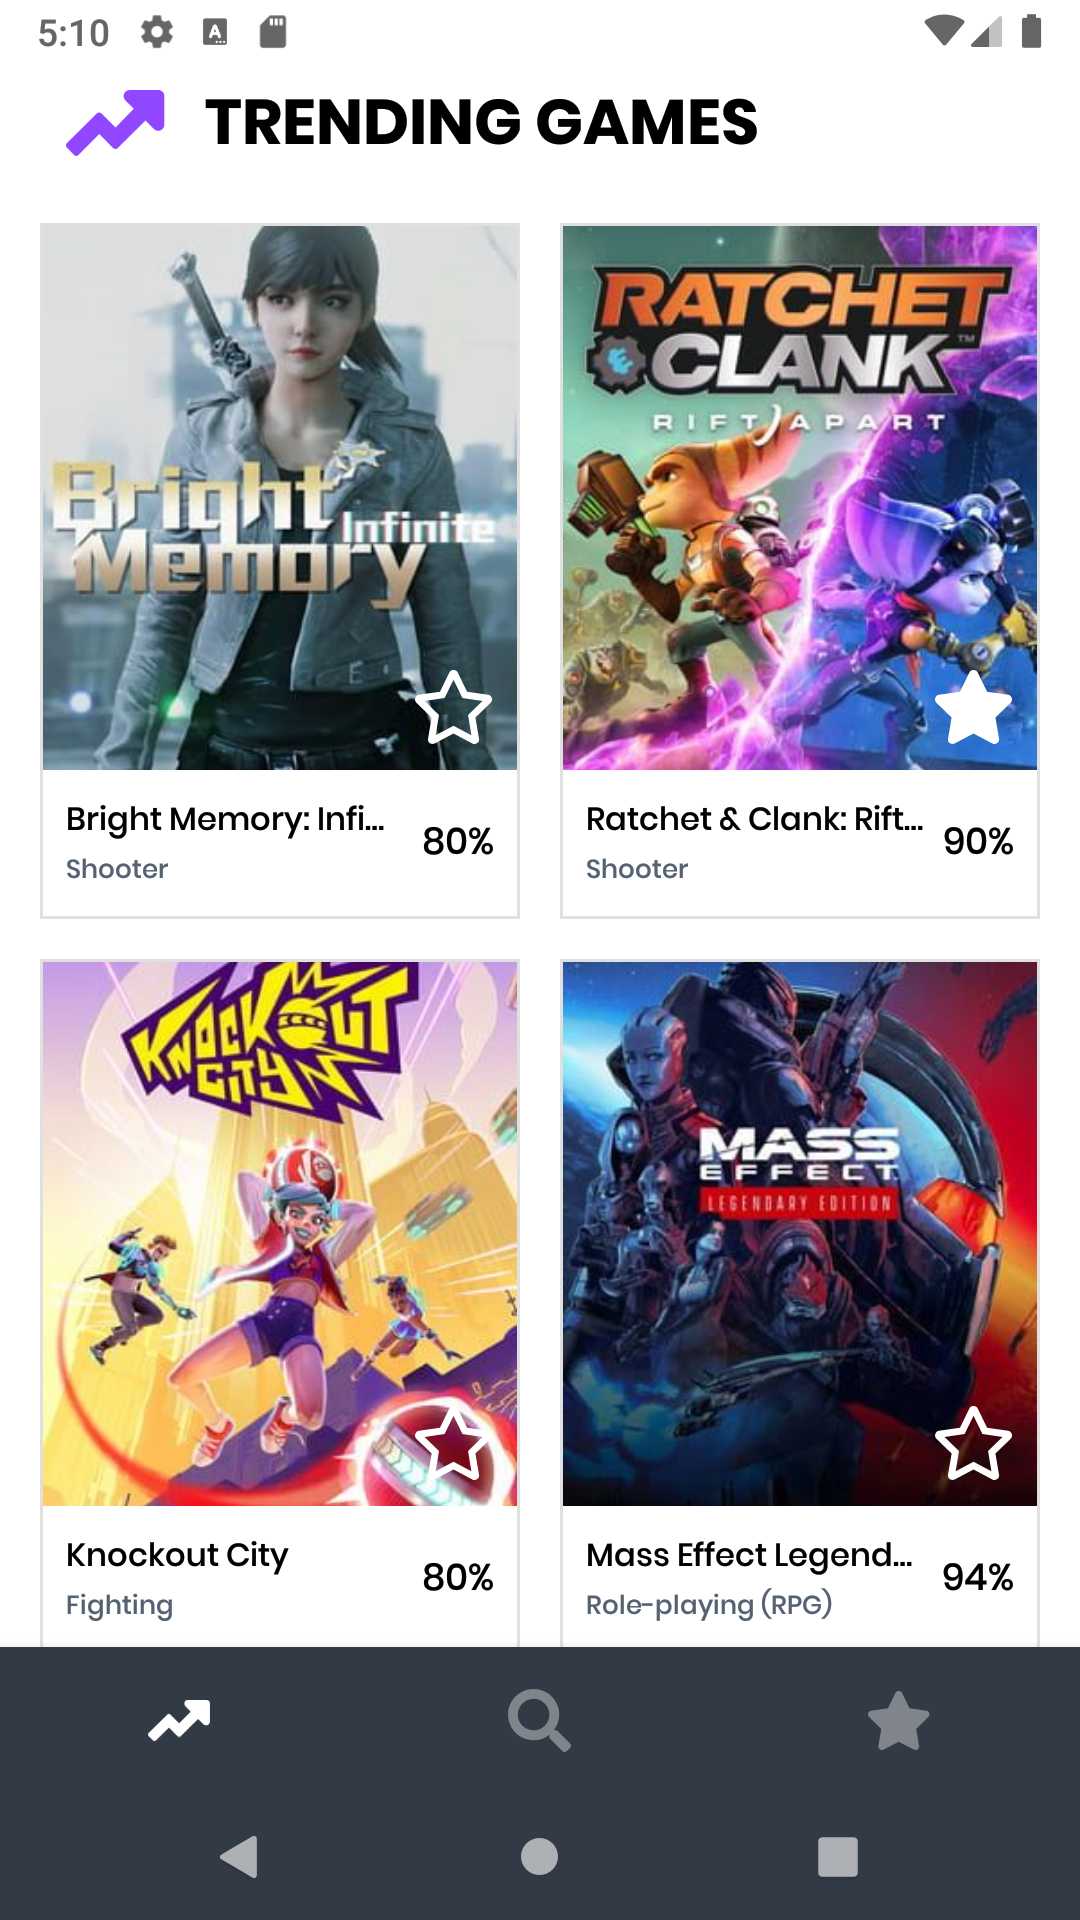 5:10
TRENDING GAMES
Bright
Infinite
Memory
RATCHET
CLANK
TM
RIFT APART
Bright Memory: Infi...
Shooter
80%
Ratchet & Clank: Rift...
Shooter
90%
KNOCKOUT
CITY
MASS
EFFECT
LEGENDARY EDITION
Knockout City
Fighting
80%
Mass Effect Legend...
Role-playing (RPG)
94%